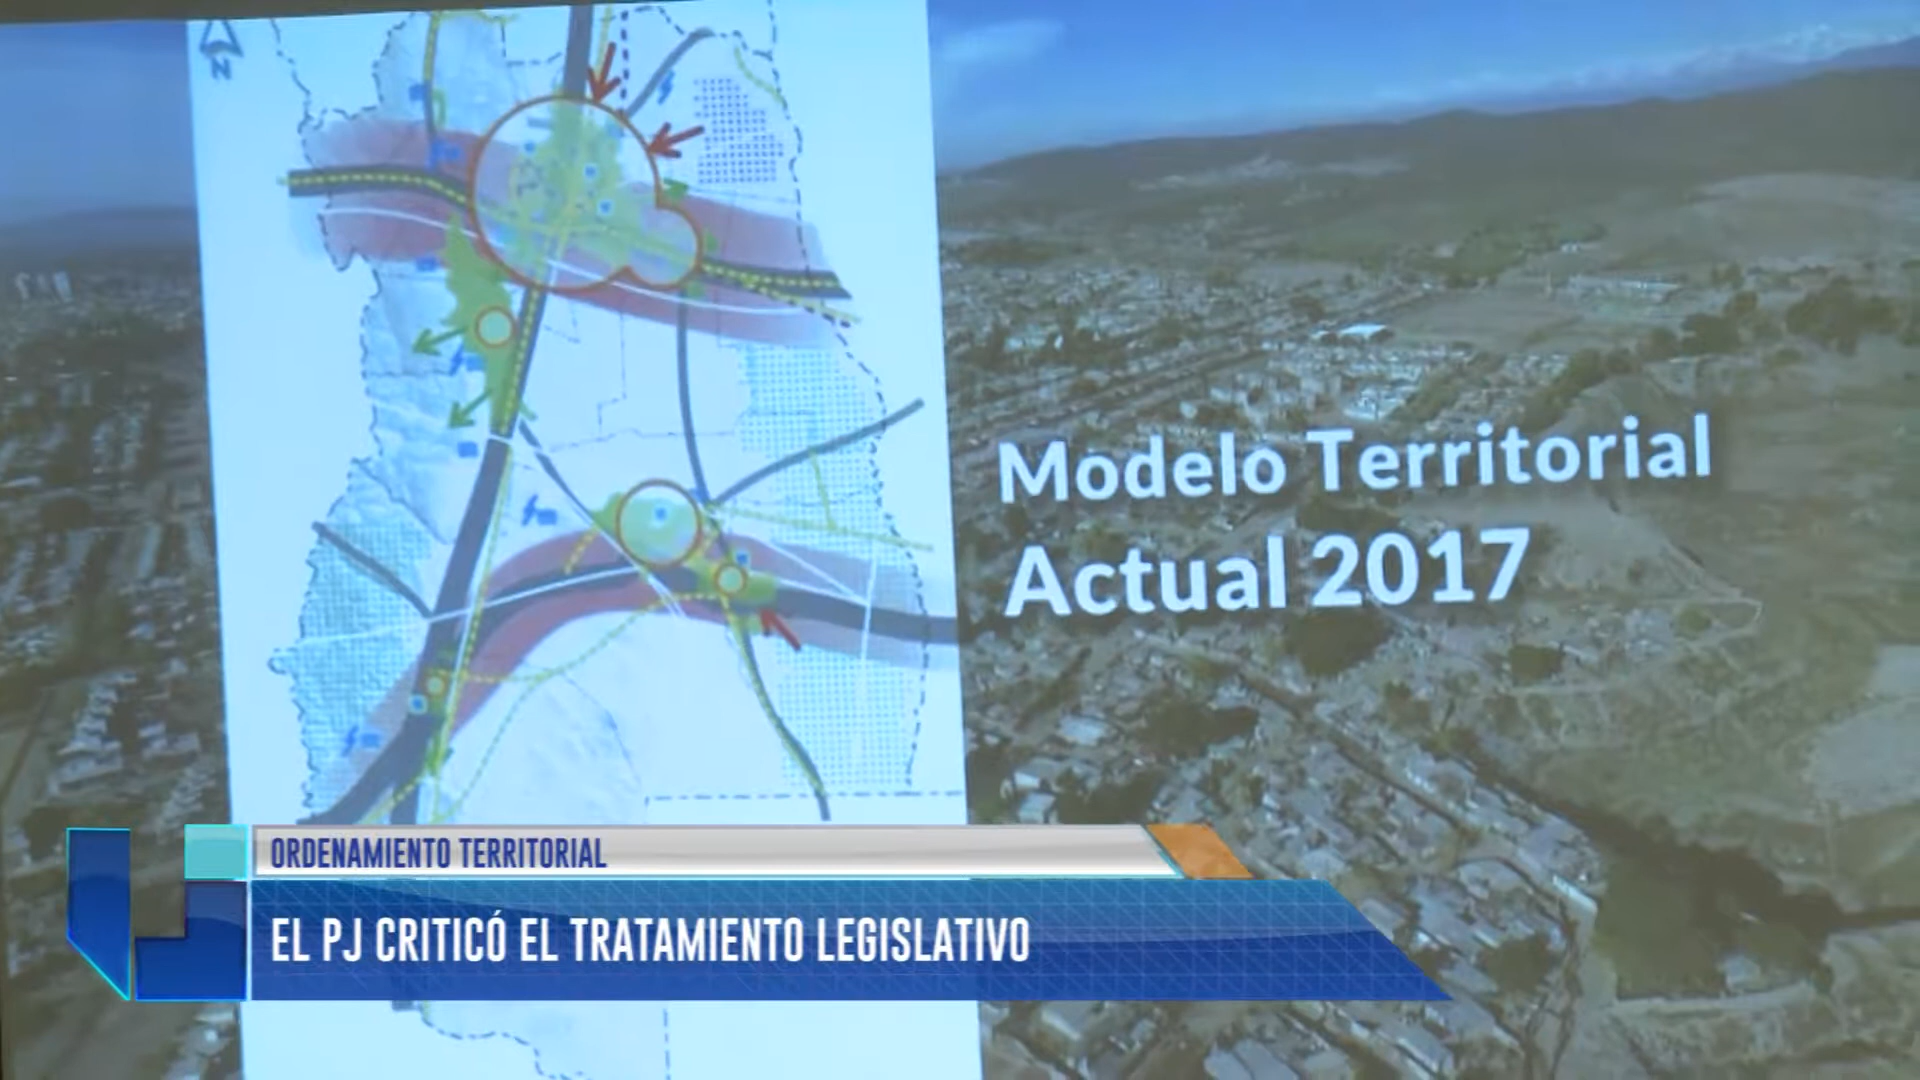 N
Modelo Territorial
Actual 2017
ORDENAMIENTO TERRITORIAL
EL PJ CRITICÓ EL TRATAMIENTO LEGISLATIVO